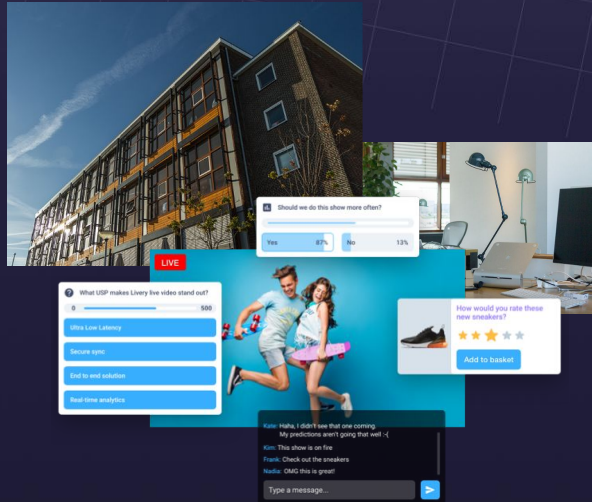 Should we do this show more often?
Yes 87% No 13%
LIVE
What USP makes Livery live video stand out?
0 500
Ultra Low Latency
Secure sync
End to end solution
Real-time analytics
How would you rate these
new sneakers?
Add to basket
Kate: Haha, I didn't see that one coming.
My predictions aren't going that well :-(
Kim: This show is on fire
Frank: Check out the sneakers
Nadia: OMG this is great!
Type a message...